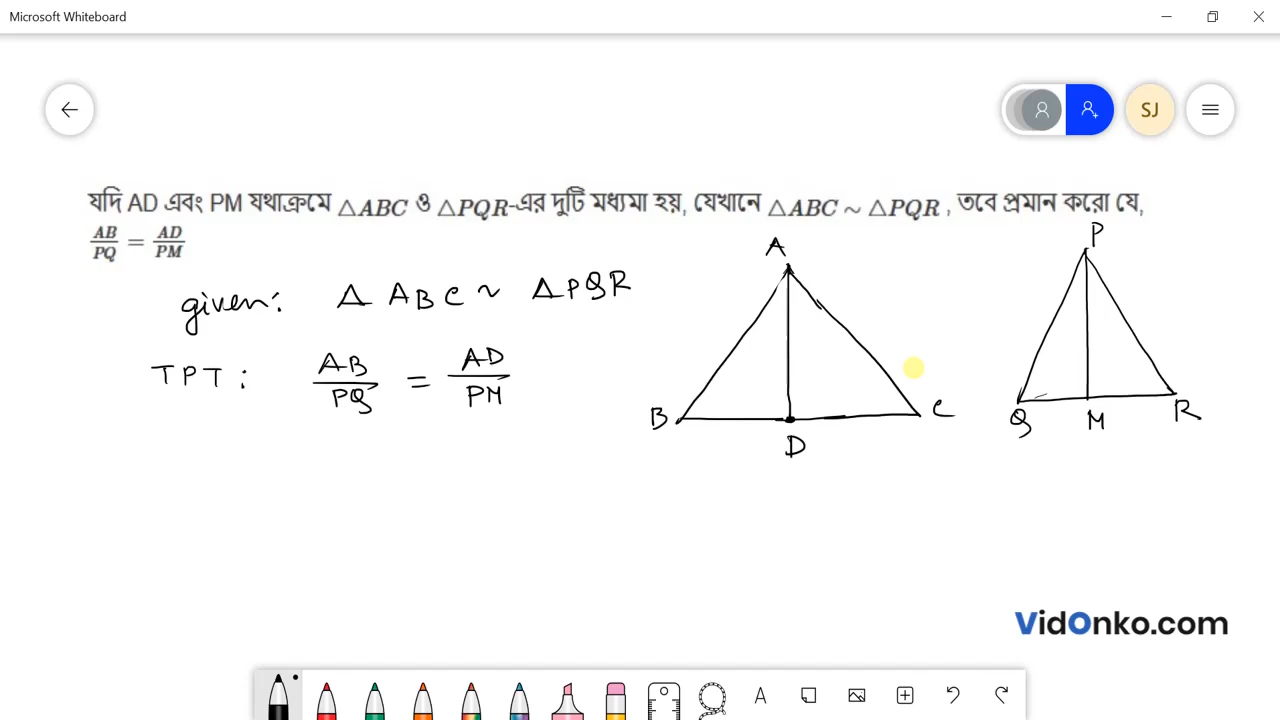 Microsoft Whiteboard
SJ
যদি AD এবং PM যথাক্রমে △ABC ও △PQR-এর দুটি মধ্যমা হয়, যেখানে △ABC ~ △PQR , তবে প্রমান করো যে,
AB/PQ = AD/PM
given: △ ABC ~ △PQR
TPT: AB/PQ = AD/PM
A
P
B
D
C
Q
M
R
VidOnko.com
A